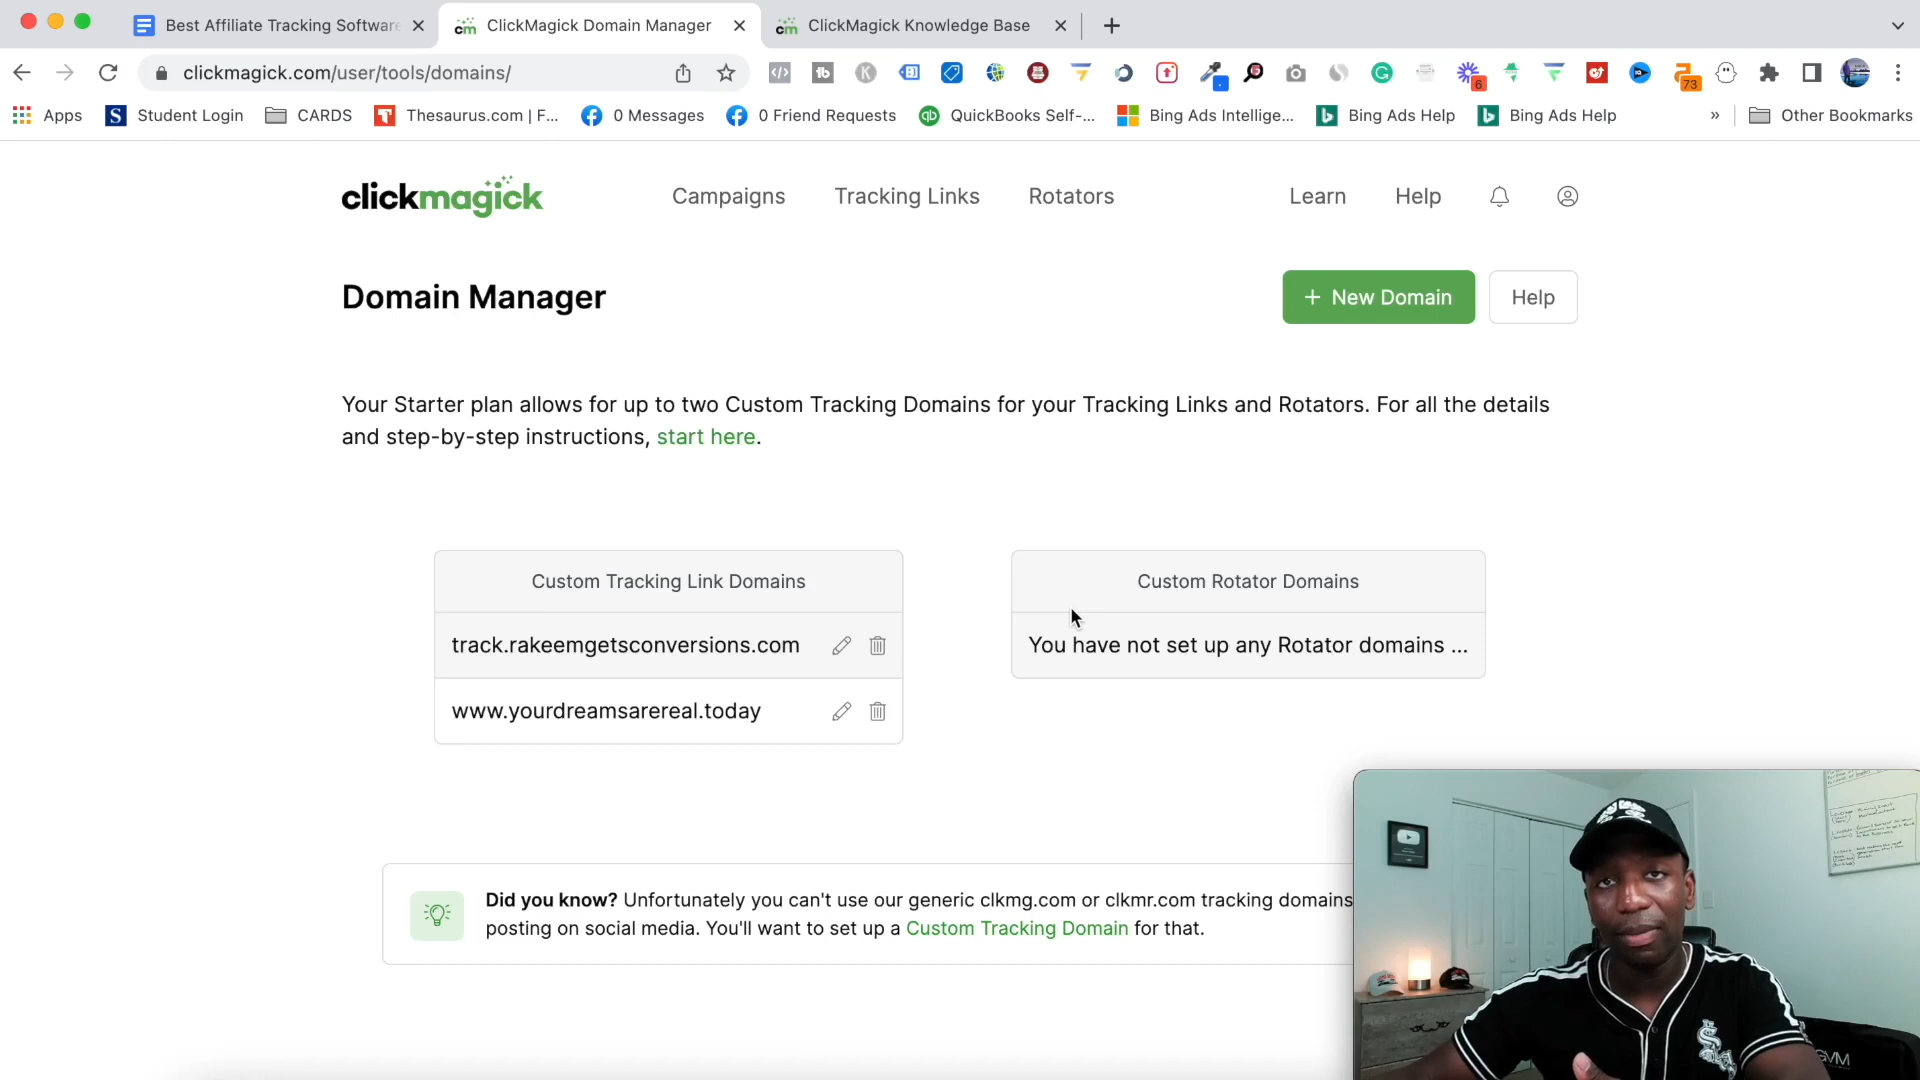 Best Affiliate Tracking Software
ClickMagick Domain Manager
ClickMagick Knowledge Base
clickmagick.com/user/tools/domains/
6
73
Apps
Student Login
CARDS
Thesaurus.com | F...
0 Messages
0 Friend Requests
QuickBooks Self-...
Bing Ads Intellige...
Bing Ads Help
Bing Ads Help
»
Other Bookmarks
clickmagick
Campaigns
Tracking Links
Rotators
Learn
Help
Domain Manager
+ New Domain
Help
Your Starter plan allows for up to two Custom Tracking Domains for your Tracking Links and Rotators. For all the details
and step-by-step instructions, start here.
Custom Tracking Link Domains
track.rakeemgetsconversions.com
www.yourdreamsarereal.today
Custom Rotator Domains
You have not set up any Rotator domains ...
Did you know? Unfortunately you can't use our generic clkmg.com or clkmr.com tracking domains
posting on social media. You'll want to set up a Custom Tracking Domain for that.